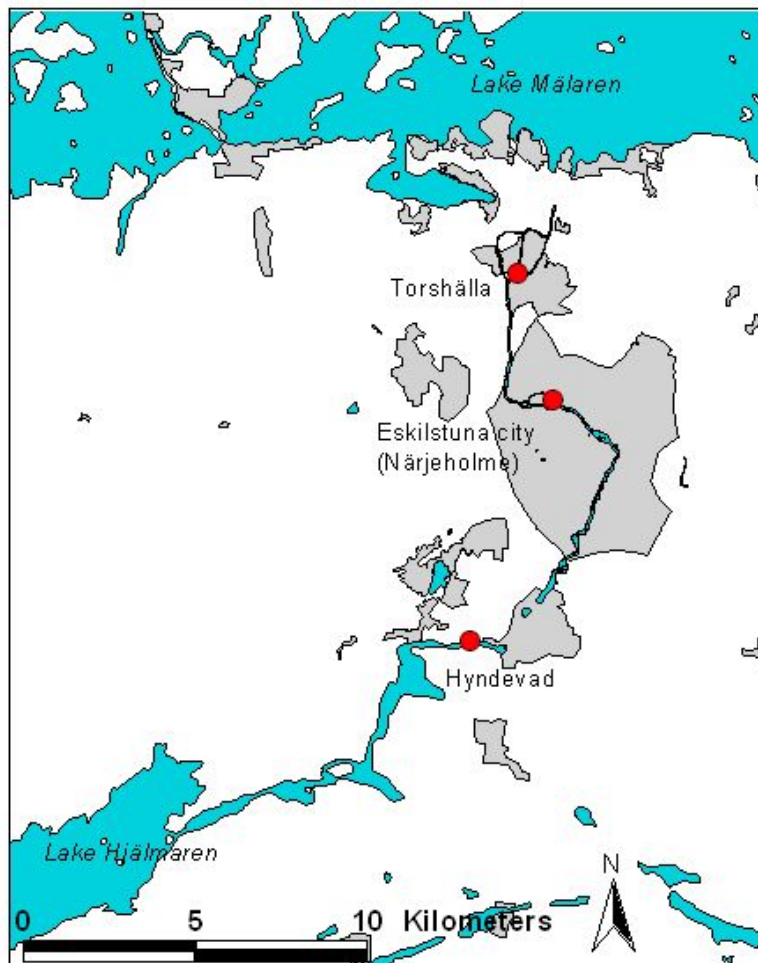 Lake Mälaren
Torshälla
Eskilstuna city
(Närjeholme)
Hyndevad
Lake Hjälmaren
N
0 5 10 Kilometers